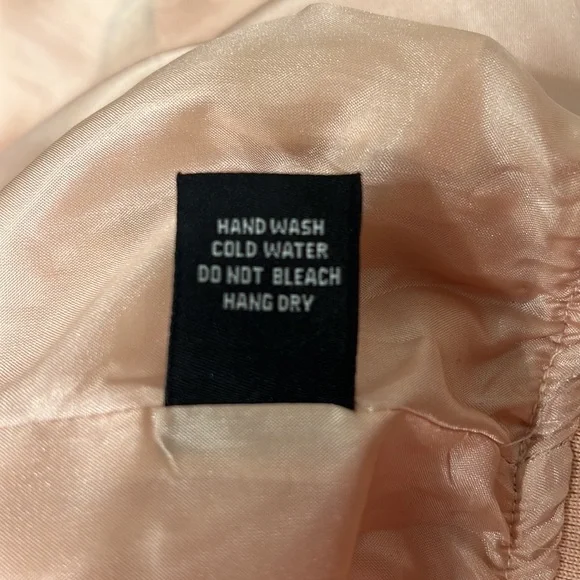 HAND WASH
COLD WATER
DO NOT BLEACH
HANG DRY